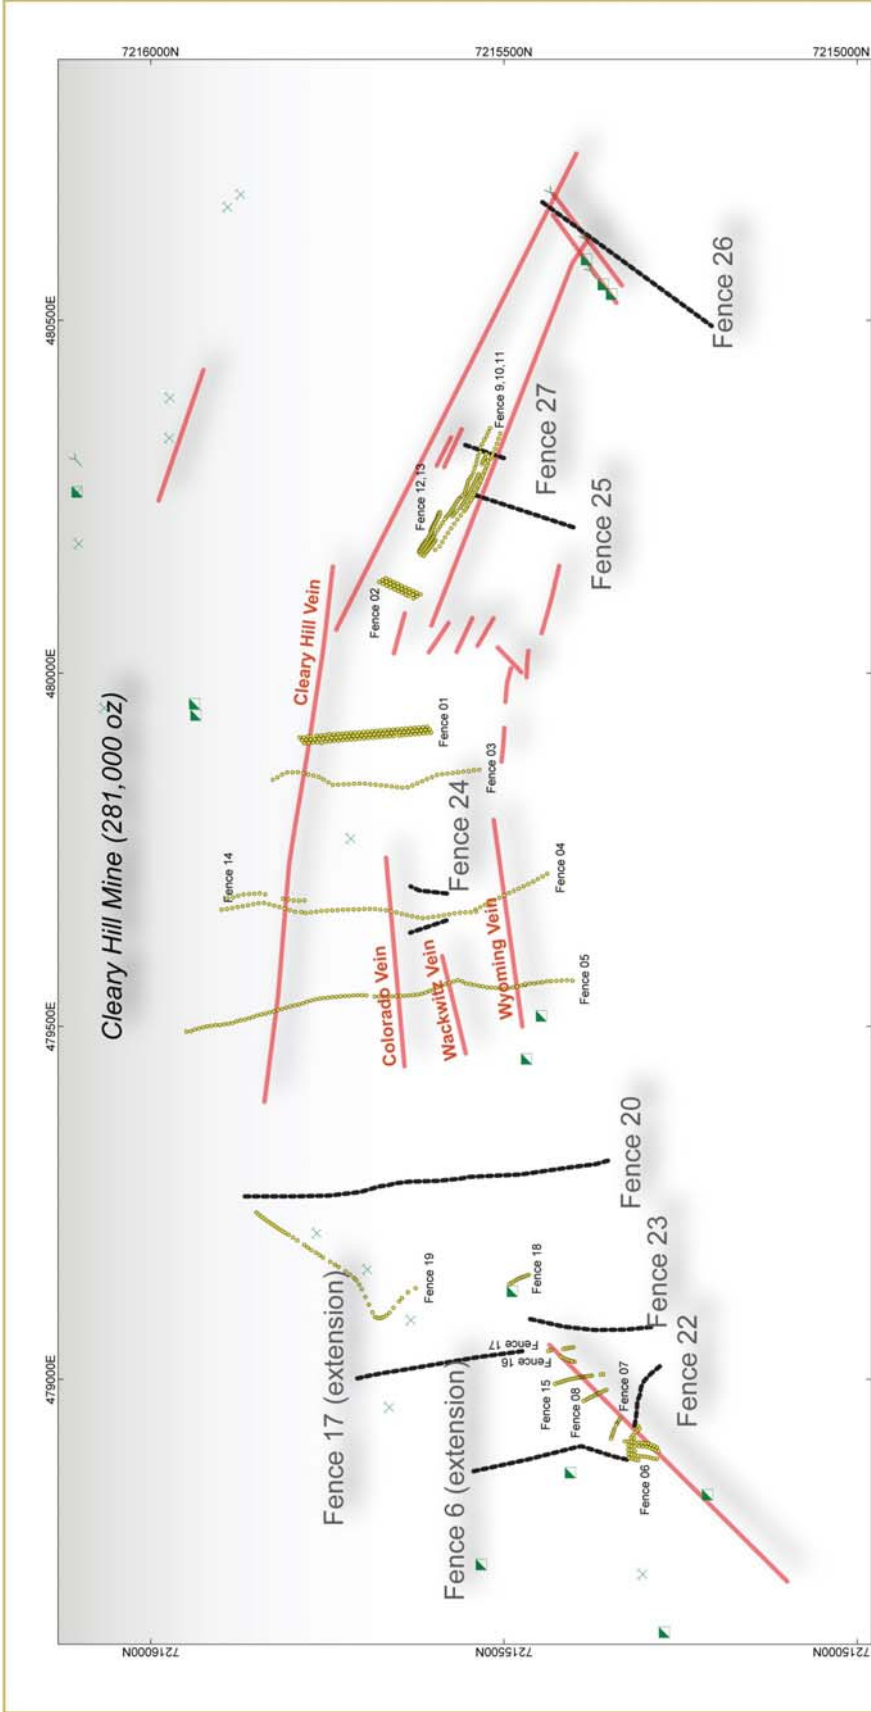 7216000N
7215500N
7215000N
480500E
480000E
479500E
479000E
Cleary Hill Mine (281,000 oz)
Cleary Hill Vein
Colorado Vein
Wackwitz Vein
Wyoming Vein
Fence 26
Fence 9,10,11
Fence 27
Fence 12,13
Fence 25
Fence 02
Fence 01
Fence 03
Fence 24
Fence 14
Fence 04
Fence 05
Fence 20
Fence 19
Fence 18
Fence 23
Fence 17 (extension)
Fence 17
Fence 16
Fence 15
Fence 08
Fence 07
Fence 22
Fence 6 (extension)
Fence 06
7216000N
7215500N
7215000N